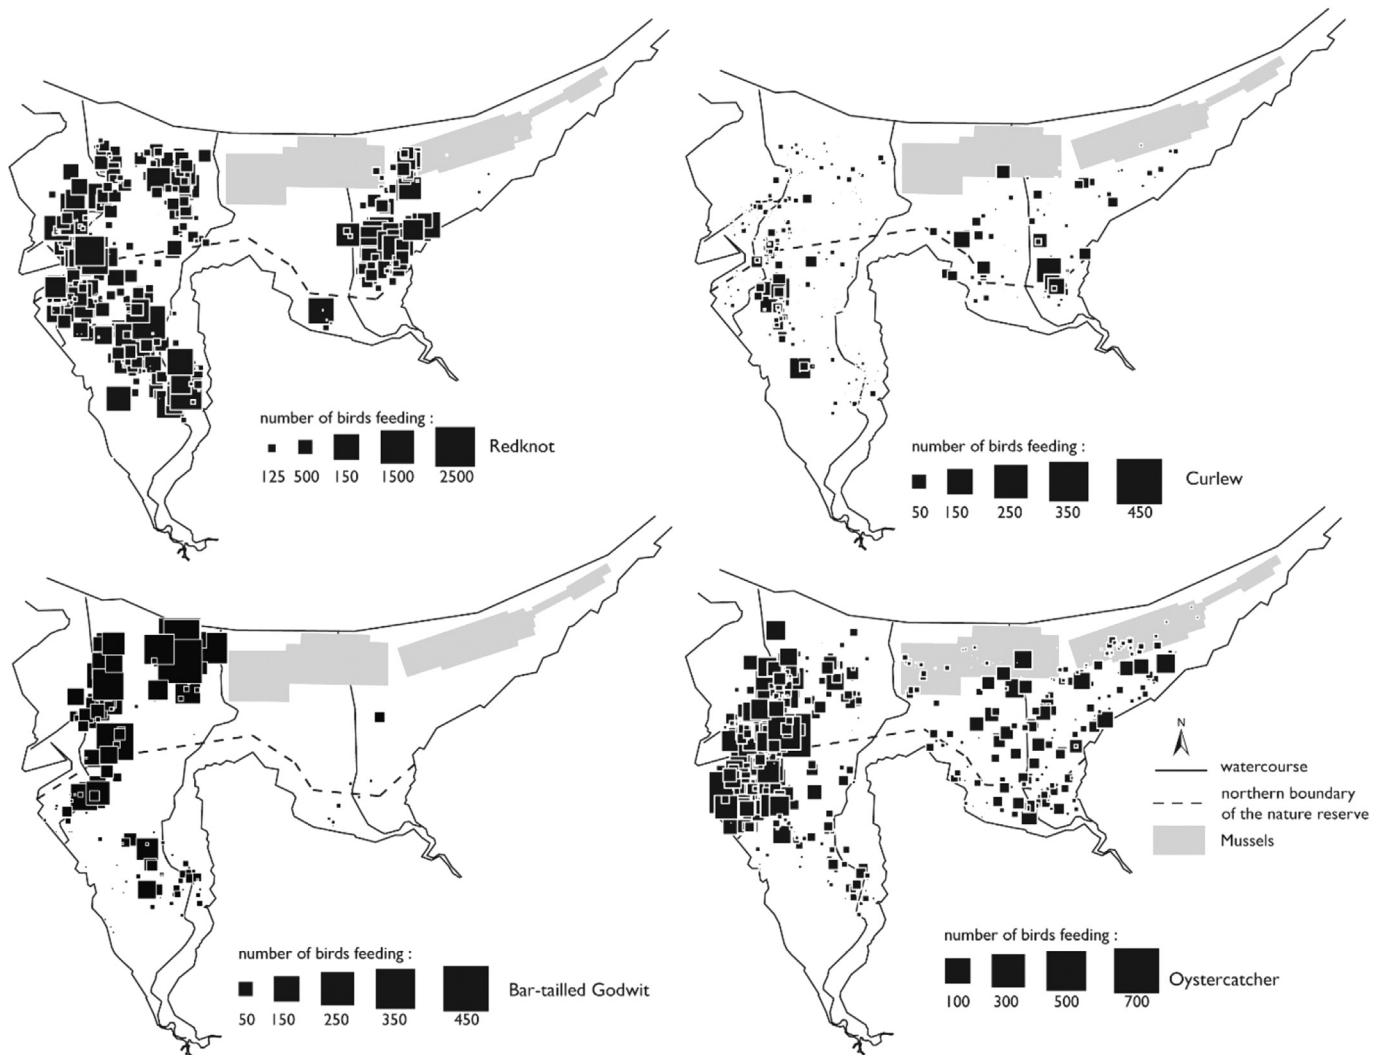 number of birds feeding :
Redknot
125 500 150 1500 2500
number of birds feeding :
Curlew
50 150 250 350 450
number of birds feeding :
Bar-tailled Godwit
50 150 250 350 450
N
watercourse
northern boundary
of the nature reserve
Mussels
number of birds feeding :
Oystercatcher
100 300 500 700